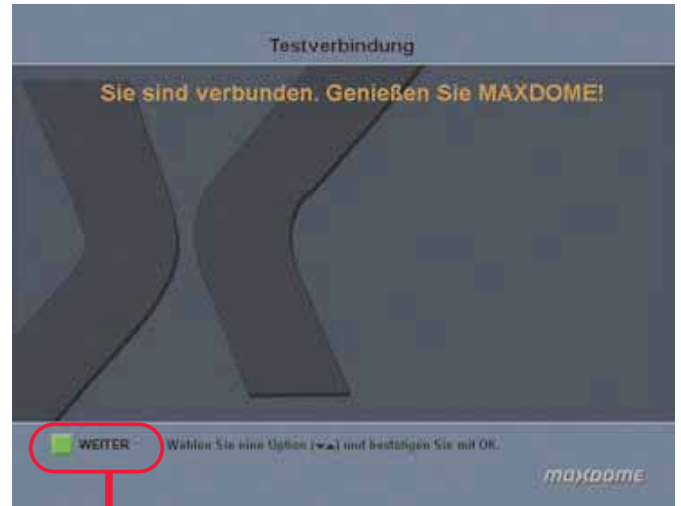 Testverbindung
Sie sind verbunden. Genießen Sie MAXDOME!
WEITER
Wählen Sie eine Option (▼▲) und bestätigen Sie mit OK.
maxdome